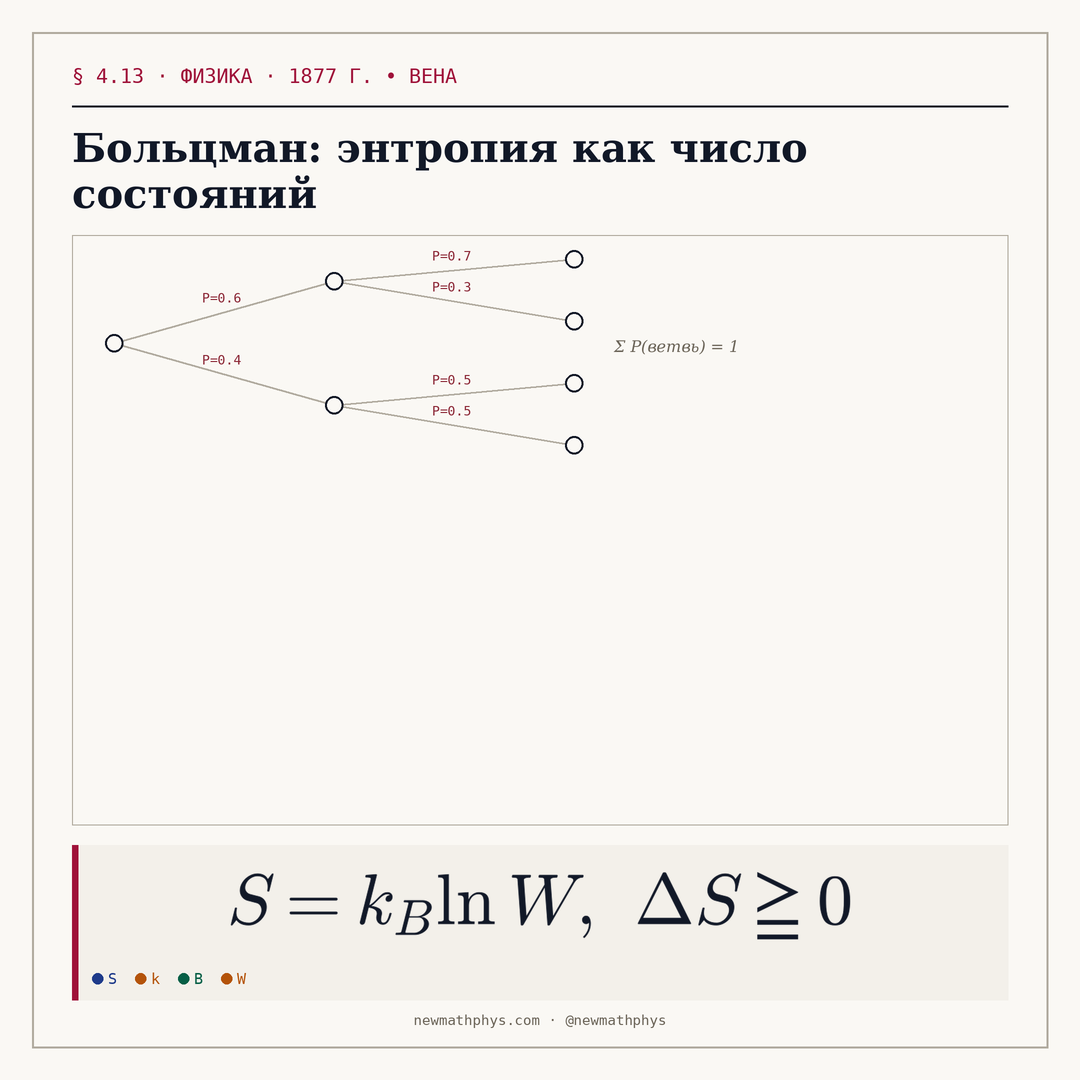 § 4.13 · ФИЗИКА · 1877 Г. • ВЕНА
Больцман: энтропия как число
состояний
P=0.7
P=0.3
P=0.6
Σ P(ветвь) = 1
P=0.4
P=0.5
P=0.5
S = k_B ln W, ΔS ≧ 0
S k B W
newmathphys.com · @newmathphys